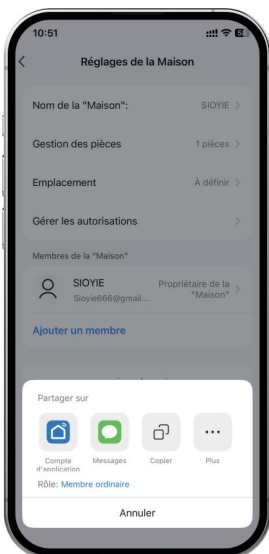 10:51
Réglages de la Maison
Nom de la "Maison": SIOYIE
Gestion des pièces 1 pièces
Emplacement À définir
Gérer les autorisations
Membres de la "Maison"
SIOYIE
Sioyie666@gmail....
Propriétaire de la
"Maison"
Ajouter un membre
Partager sur
Compte
d'application
Messages
Copier
Plus
Rôle: Membre ordinaire
Annuler